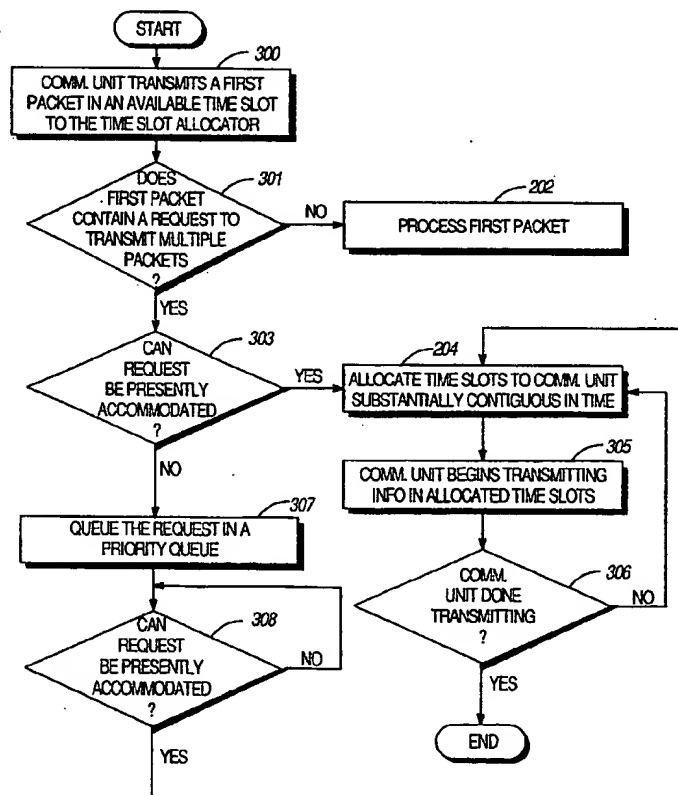 START
300
COMM. UNIT TRANSMITS A FIRST
PACKET IN AN AVAILABLE TIME SLOT
TO THE TIME SLOT ALLOCATOR
301
DOES
FIRST PACKET
CONTAIN A REQUEST TO
TRANSMIT MULTIPLE
PACKETS
?
NO
202
PROCESS FIRST PACKET
YES
303
CAN
REQUEST
BE PRESENTLY
ACCOMMODATED
?
YES
204
ALLOCATE TIME SLOTS TO COMM. UNIT
SUBSTANTIALLY CONTIGUOUS IN TIME
305
COMM. UNIT BEGINS TRANSMITTING
INFO IN ALLOCATED TIME SLOTS
NO
307
QUEUE THE REQUEST IN A
PRIORITY QUEUE
306
COMM.
UNIT DONE
TRANSMITTING
?
NO
308
CAN
REQUEST
BE PRESENTLY
ACCOMMODATED
?
NO
YES
YES
END